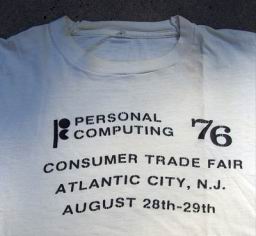 PERSONAL
COMPUTING '76
CONSUMER TRADE FAIR
ATLANTIC CITY, N.J.
AUGUST 28th-29th